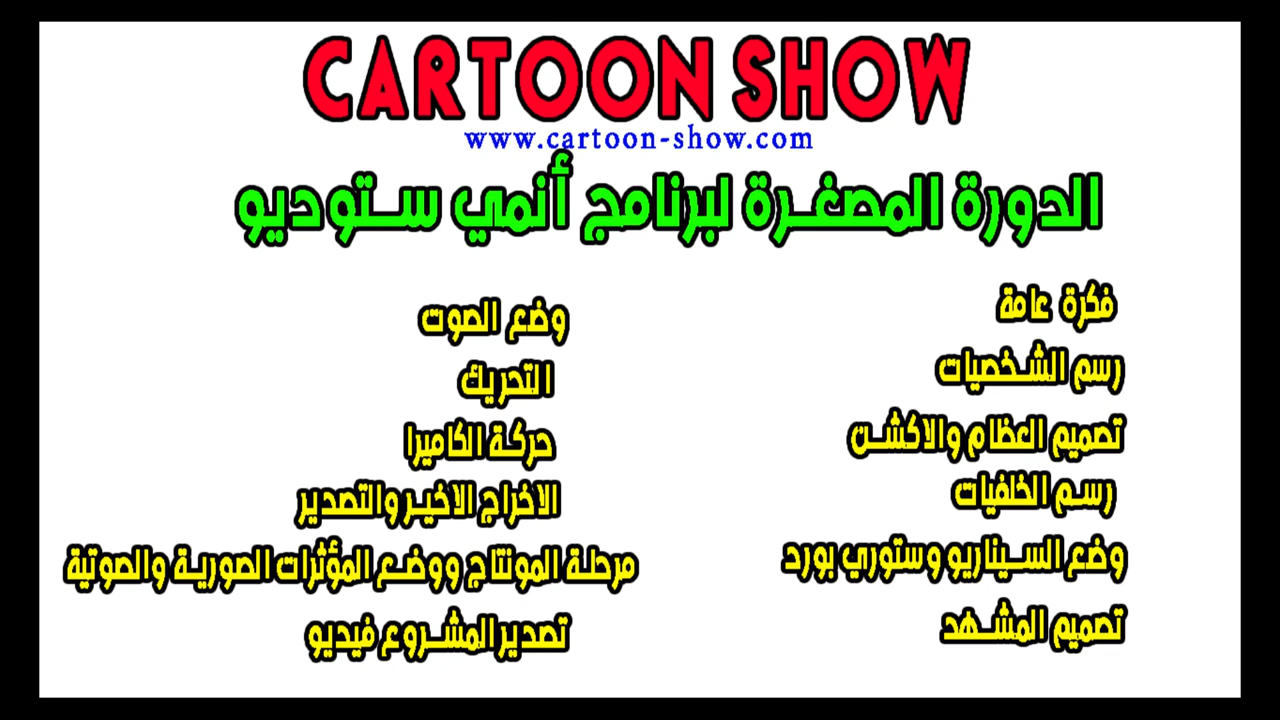 CARTOON SHOW
www.cartoon-show.com
الدورة المصغرة لبرنامج أنمي ستوديو
فكرة عامة
رسم الشخصيات
تصميم العظام والاكشن
رسم الخلفيات
وضع السيناريو وستوري بورد
تصميم المشهد
وضع الصوت
التحريك
حركة الكاميرا
الاخراج الاخير والتصدير
مرحلة المونتاج ووضع المؤثرات الصورية والصوتية
تصدير المشروع فيديو